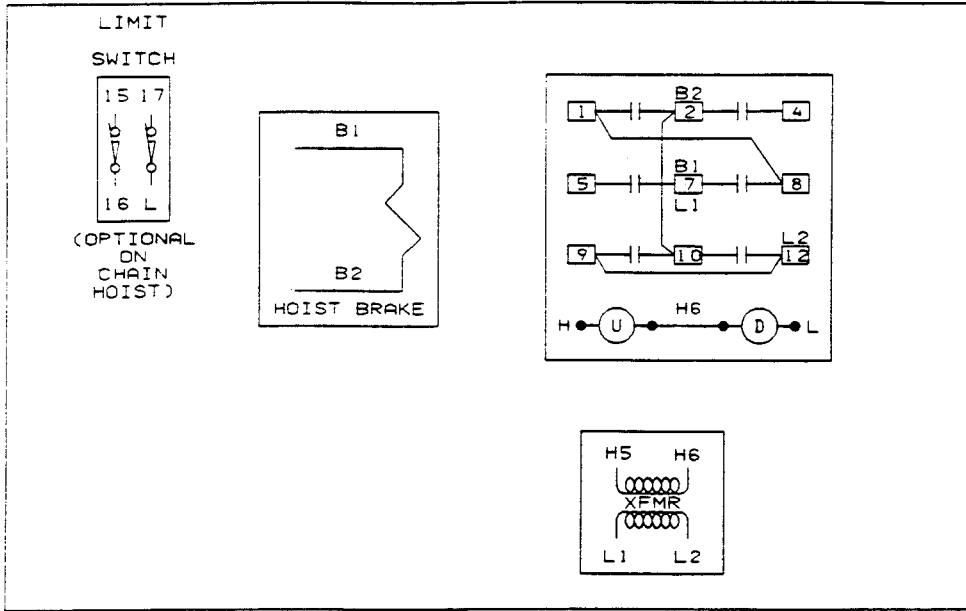 LIMIT
SWITCH
15 17
16 L
(OPTIONAL
ON
CHAIN
HOIST)
B1
B2
HOIST BRAKE
B2
1 2 4
B1
5 7 8
L1
L2
9 10 12
H6
H U D L
H5 H6
XFMR
L1 L2